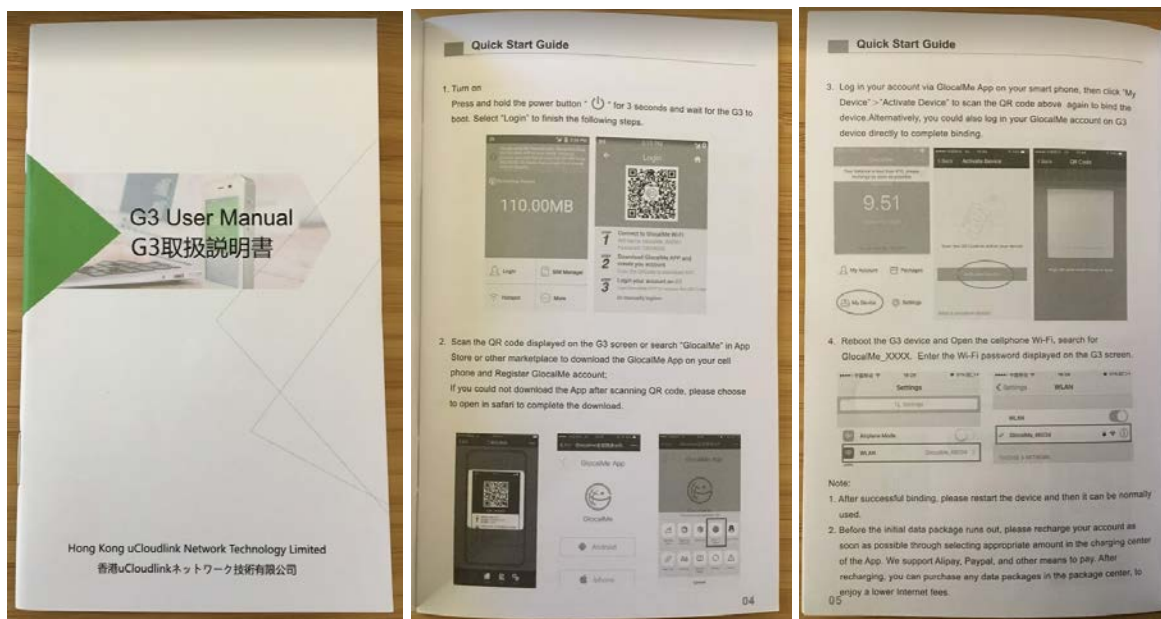 G3 User Manual
G3取扱説明書
Hong Kong uCloudlink Network Technology Limited
香港uCloudlinkネットワーク技術有限公司
Quick Start Guide
1. Turn on
Press and hold the power button " " for 3 seconds and wait for the G3 to
boot. Select "Login" to finish the following steps.
Login
110.00MB
1 Connect to GlocalMe Wi-Fi
2 Download GlocalMe APP and
create you account
3 Login your account on G3
Or manually log
Login
SIM Manager
Hotspot
More
2. Scan the QR code displayed on the G3 screen or search "GlocalMe" in App
Store or other marketplace to download the GlocalMe App on your cell
phone and Register GlocalMe account;
If you could not download the App after scanning QR code, please choose
to open in safari to complete the download.
GlocalMe App
GlocalMe
Android
iPhone
GlocalMe App
04
Quick Start Guide
3. Log in your account via GlocalMe App on your smart phone, then click "My
Device" > "Activate Device" to scan the QR code above again to bind the
device.Alternatively, you could also log in your GlocalMe account on G3
device directly to complete binding.
9.51
My Account
Packages
My Device
Settings
Back Activate Device
Back QR Code
4. Reboot the G3 device and Open the cellphone Wi-Fi, search for
GlocalMe_XXXX. Enter the Wi-Fi password displayed on the G3 screen.
Settings
Settings
Airplane Mode
WLAN
Settings WLAN
WLAN
CHOOSE A NETWORK
Note:
1. After successful binding, please restart the device and then it can be normally
used.
2. Before the initial data package runs out, please recharge your account as
soon as possible through selecting appropriate amount in the charging center
of the App. We support Alipay, Paypal, and other means to pay. After
recharging, you can purchase any data packages in the package center, to
enjoy a lower Internet fees.
05